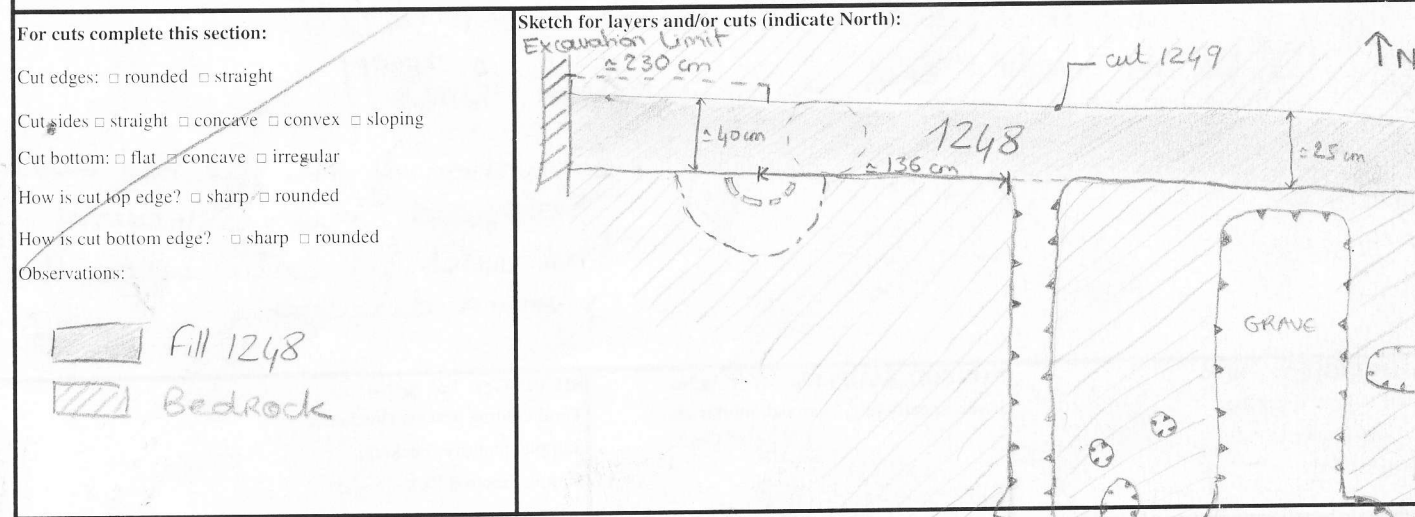 For cuts complete this section:
Cut edges: □ rounded □ straight
Cut sides □ straight □ concave □ convex □ sloping
Cut bottom: □ flat □ concave □ irregular
How is cut top edge? □ sharp □ rounded
How is cut bottom edge? □ sharp □ rounded
Observations:
Fill 1248
Bedrock
Sketch for layers and/or cuts (indicate North):
Excavation Limit
≃ 230 cm
cut 1249
↑N
≃40cm
1248
≃ 136 cm
≃25 cm
GRAVE